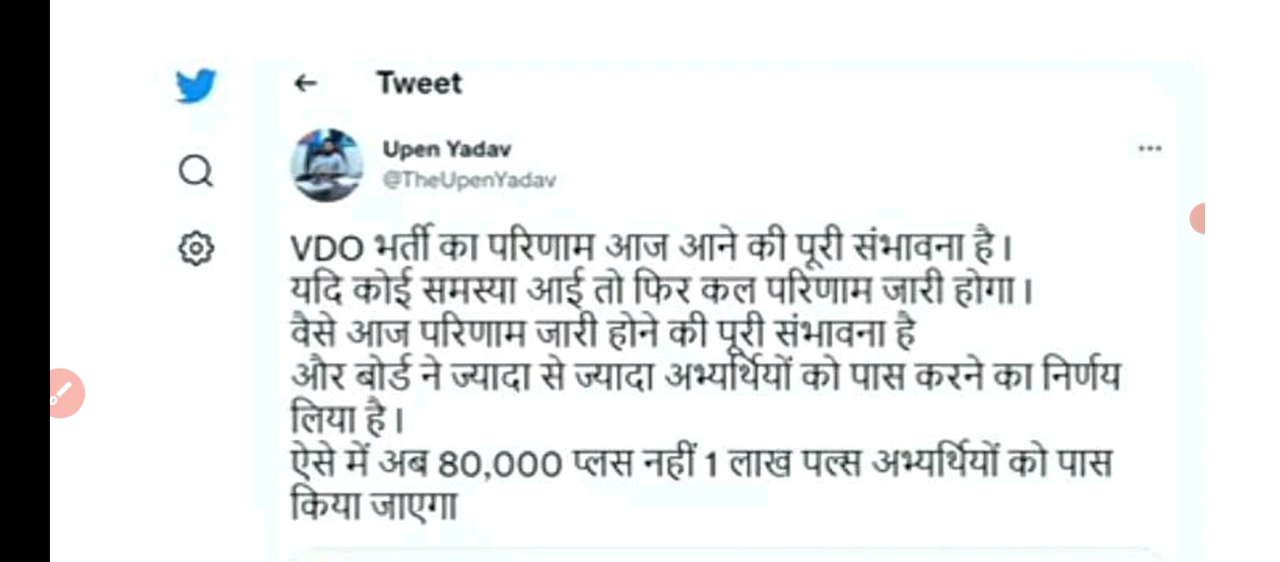 Tweet
Upen Yadav
@TheUpenYadav
VDO भर्ती का परिणाम आज आने की पूरी संभावना है।
यदि कोई समस्या आई तो फिर कल परिणाम जारी होगा।
वैसे आज परिणाम जारी होने की पूरी संभावना है
और बोर्ड ने ज्यादा से ज्यादा अभ्यर्थियों को पास करने का निर्णय
लिया है।
ऐसे में अब 80,000 प्लस नहीं 1 लाख पल्स अभ्यर्थियों को पास
किया जाएगा